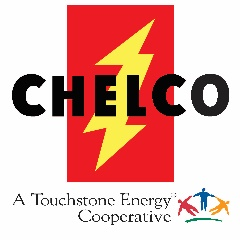 CHELCO
A Touchstone Energy®
Cooperative